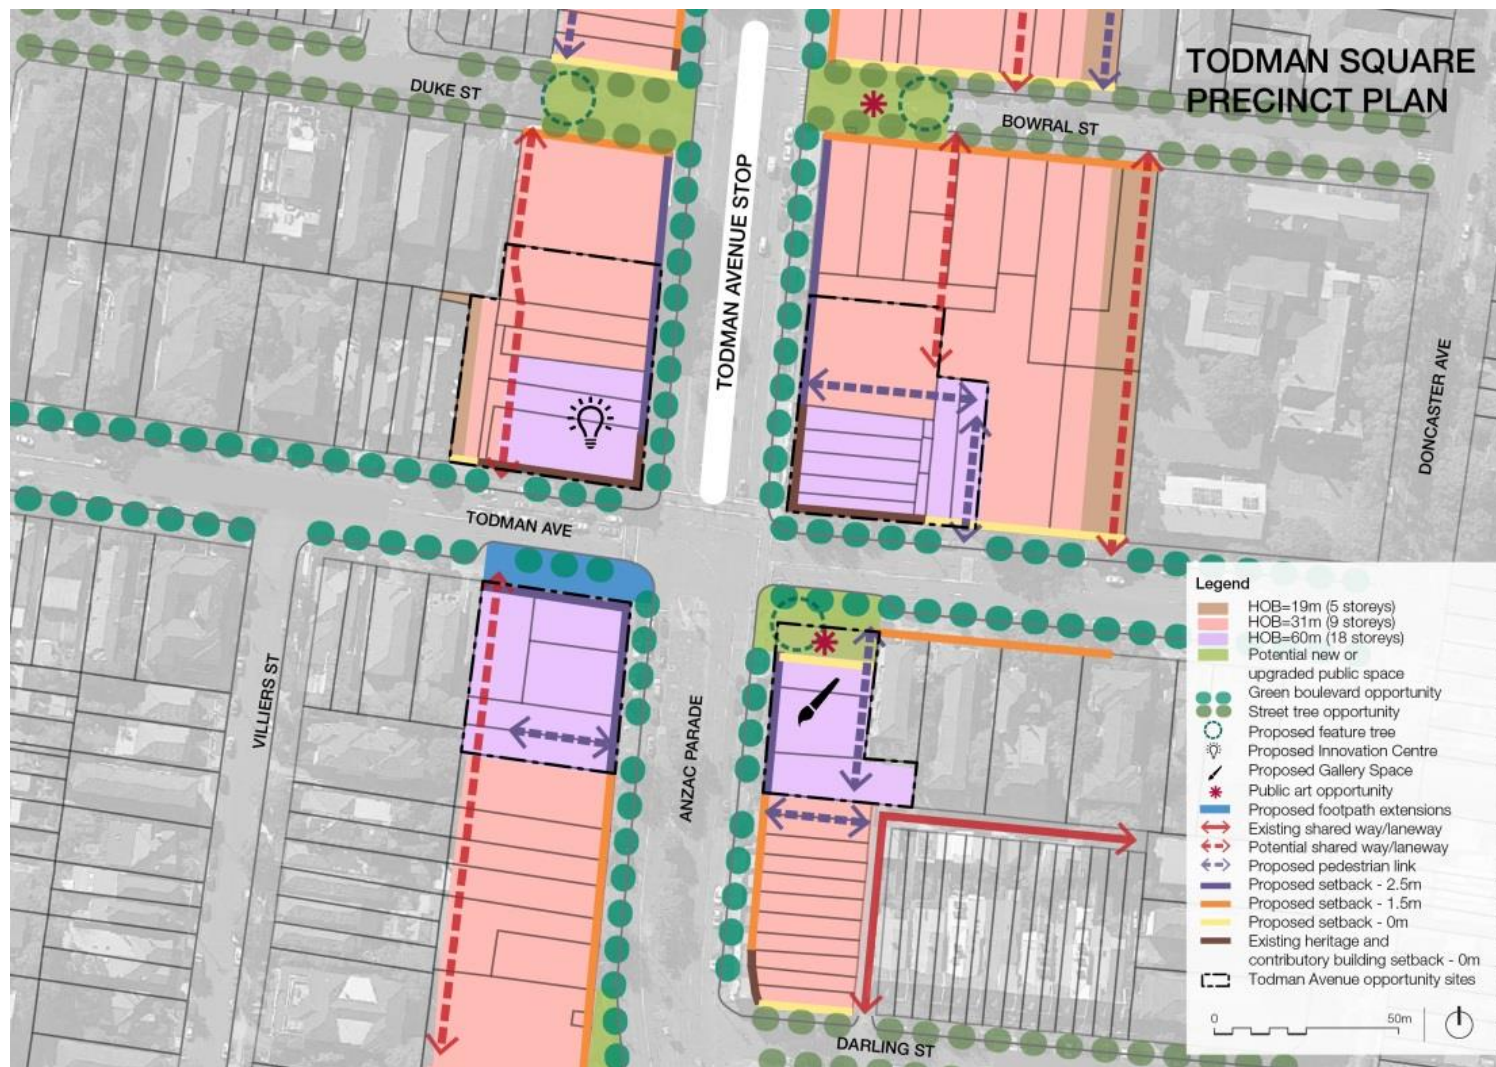 TODMAN SQUARE
PRECINCT PLAN
DUKE ST
BOWRAL ST
TODMAN AVENUE STOP
DONCASTER AVE
TODMAN AVE
VILLIERS ST
ANZAC PARADE
DARLING ST
Legend
HOB=19m (5 storeys)
HOB=31m (9 storeys)
HOB=60m (18 storeys)
Potential new or
upgraded public space
Green boulevard opportunity
Street tree opportunity
Proposed feature tree
Proposed Innovation Centre
Proposed Gallery Space
Public art opportunity
Proposed footpath extensions
Existing shared way/laneway
Potential shared way/laneway
Proposed pedestrian link
Proposed setback - 2.5m
Proposed setback - 1.5m
Proposed setback - 0m
Existing heritage and
contributory building setback - 0m
Todman Avenue opportunity sites
0 50m